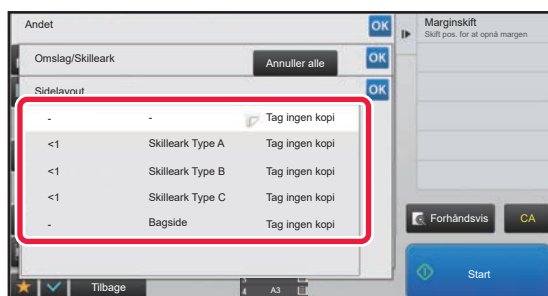 Andet
OK
Marginskift
Skift pos. for at opnå margen
Omslag/Skilleark
Annuller alle
OK
Sidelayout
OK
- - Tag ingen kopi
<1 Skilleark Type A Tag ingen kopi
<1 Skilleark Type B Tag ingen kopi
<1 Skilleark Type C Tag ingen kopi
- Bagside Tag ingen kopi
Forhåndsvis
CA
Tilbage
4 A3
Start